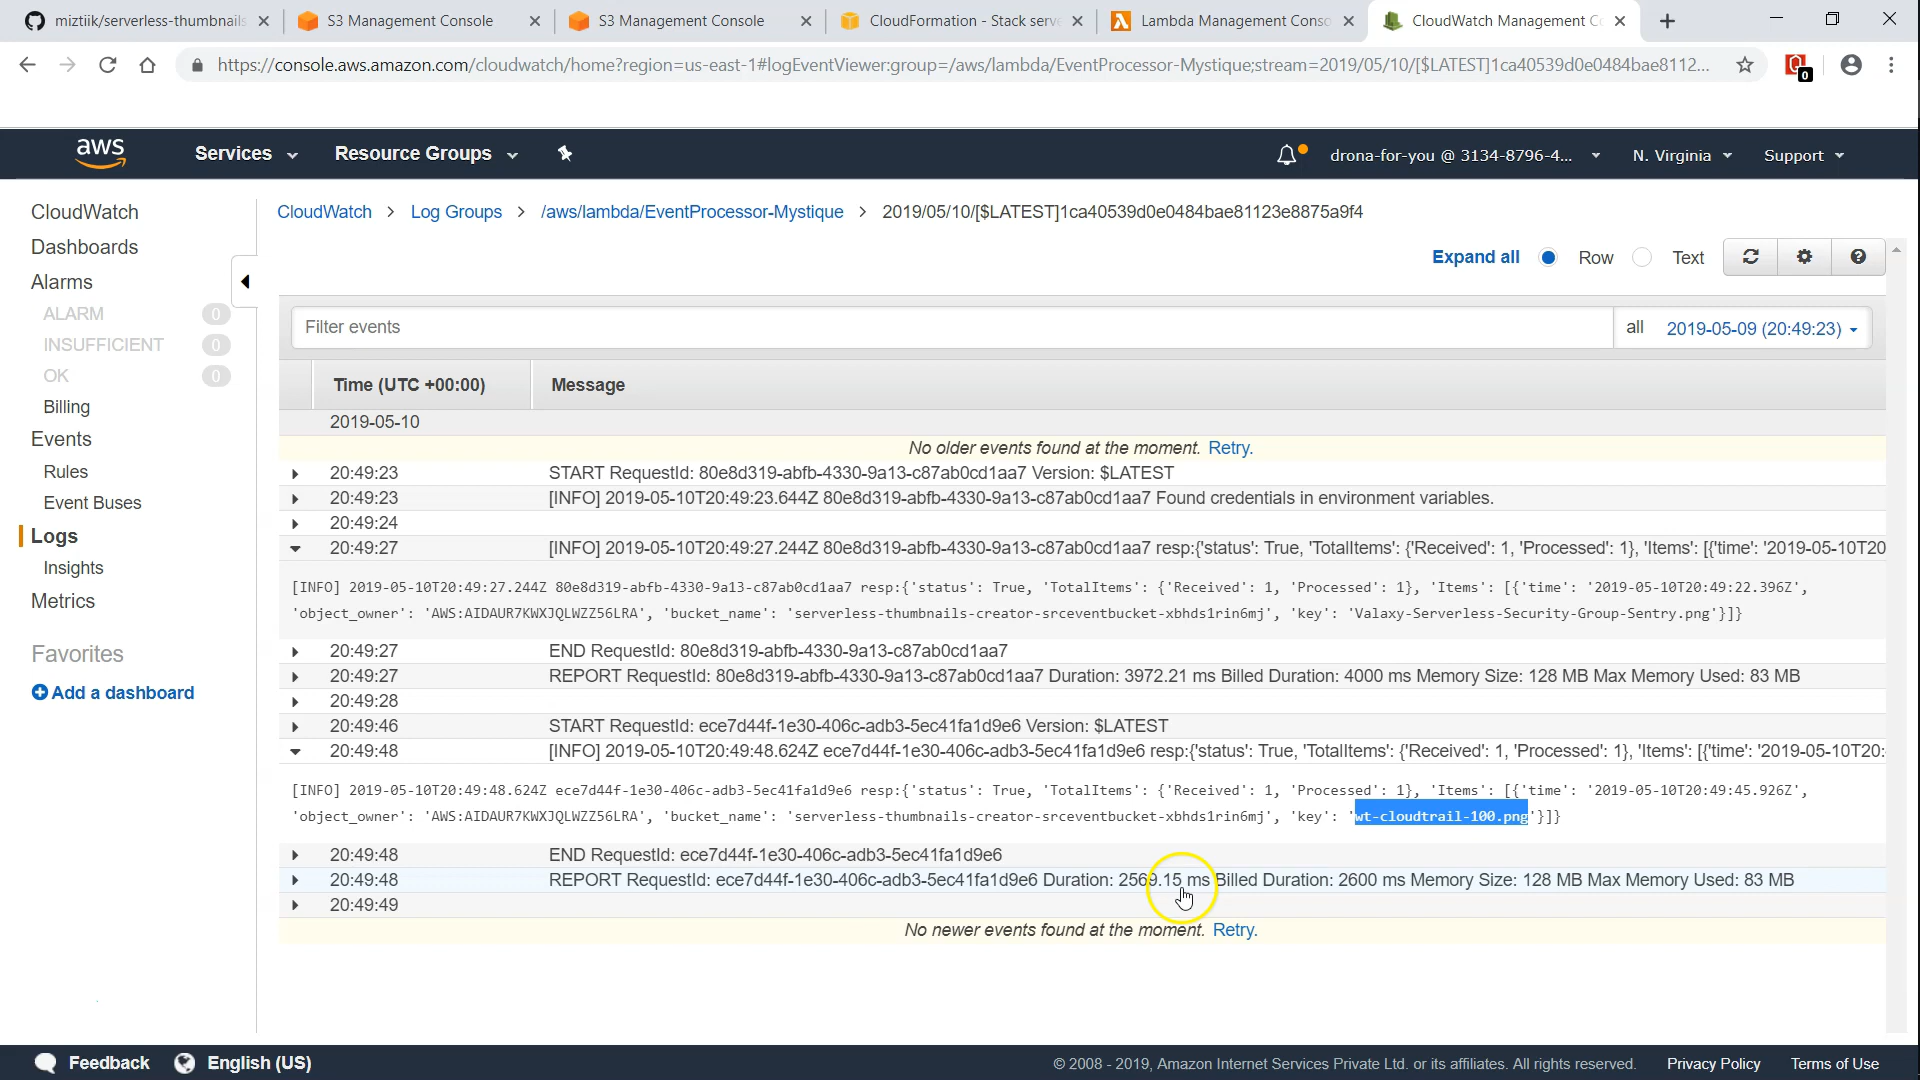 miztiik/serverless-thumbnails
S3 Management Console
S3 Management Console
CloudFormation - Stack serve
Lambda Management Conso
CloudWatch Management C
https://console.aws.amazon.com/cloudwatch/home?region=us-east-1#logEventViewer:group=/aws/lambda/EventProcessor-Mystique;stream=2019/05/10/[$LATEST]1ca40539d0e0484bae8112...
0
aws
Services
Resource Groups
drona-for-you @ 3134-8796-4...
N. Virginia
Support
CloudWatch
Dashboards
Alarms
ALARM 0
INSUFFICIENT 0
OK 0
Billing
Events
Rules
Event Buses
Logs
Insights
Metrics
Favorites
Add a dashboard
CloudWatch > Log Groups > /aws/lambda/EventProcessor-Mystique > 2019/05/10/[$LATEST]1ca40539d0e0484bae81123e8875a9f4
Expand all Row Text
Filter events
all 2019-05-09 (20:49:23)
Time (UTC +00:00) Message
2019-05-10
No older events found at the moment. Retry.
20:49:23 START RequestId: 80e8d319-abfb-4330-9a13-c87ab0cd1aa7 Version: $LATEST
20:49:23 [INFO] 2019-05-10T20:49:23.644Z 80e8d319-abfb-4330-9a13-c87ab0cd1aa7 Found credentials in environment variables.
20:49:24
20:49:27 [INFO] 2019-05-10T20:49:27.244Z 80e8d319-abfb-4330-9a13-c87ab0cd1aa7 resp:{'status': True, 'TotalItems': {'Received': 1, 'Processed': 1}, 'Items': [{'time': '2019-05-10T20
[INFO] 2019-05-10T20:49:27.244Z 80e8d319-abfb-4330-9a13-c87ab0cd1aa7 resp:{'status': True, 'TotalItems': {'Received': 1, 'Processed': 1}, 'Items': [{'time': '2019-05-10T20:49:22.396Z',
'object_owner': 'AWS:AIDAUR7KWXJQLWZZ56LRA', 'bucket_name': 'serverless-thumbnails-creator-srceventbucket-xbhds1rin6mj', 'key': 'Valaxy-Serverless-Security-Group-Sentry.png'}]}
20:49:27 END RequestId: 80e8d319-abfb-4330-9a13-c87ab0cd1aa7
20:49:27 REPORT RequestId: 80e8d319-abfb-4330-9a13-c87ab0cd1aa7 Duration: 3972.21 ms Billed Duration: 4000 ms Memory Size: 128 MB Max Memory Used: 83 MB
20:49:28
20:49:46 START RequestId: ece7d44f-1e30-406c-adb3-5ec41fa1d9e6 Version: $LATEST
20:49:48 [INFO] 2019-05-10T20:49:48.624Z ece7d44f-1e30-406c-adb3-5ec41fa1d9e6 resp:{'status': True, 'TotalItems': {'Received': 1, 'Processed': 1}, 'Items': [{'time': '2019-05-10T20:
[INFO] 2019-05-10T20:49:48.624Z ece7d44f-1e30-406c-adb3-5ec41fa1d9e6 resp:{'status': True, 'TotalItems': {'Received': 1, 'Processed': 1}, 'Items': [{'time': '2019-05-10T20:49:45.926Z',
'object_owner': 'AWS:AIDAUR7KWXJQLWZZ56LRA', 'bucket_name': 'serverless-thumbnails-creator-srceventbucket-xbhds1rin6mj', 'key': 'wt-cloudtrail-100.png'}]}
20:49:48 END RequestId: ece7d44f-1e30-406c-adb3-5ec41fa1d9e6
20:49:48 REPORT RequestId: ece7d44f-1e30-406c-adb3-5ec41fa1d9e6 Duration: 2569.15 ms Billed Duration: 2600 ms Memory Size: 128 MB Max Memory Used: 83 MB
20:49:49
No newer events found at the moment. Retry.
Feedback
English (US)
© 2008 - 2019, Amazon Internet Services Private Ltd. or its affiliates. All rights reserved.
Privacy Policy
Terms of Use